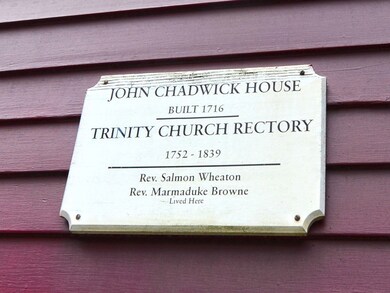 JOHN CHADWICK HOUSE
BUILT 1716
TRINITY CHURCH RECTORY
1752 - 1839
Rev. Salmon Wheaton
Rev. Marmaduke Browne
Lived Here